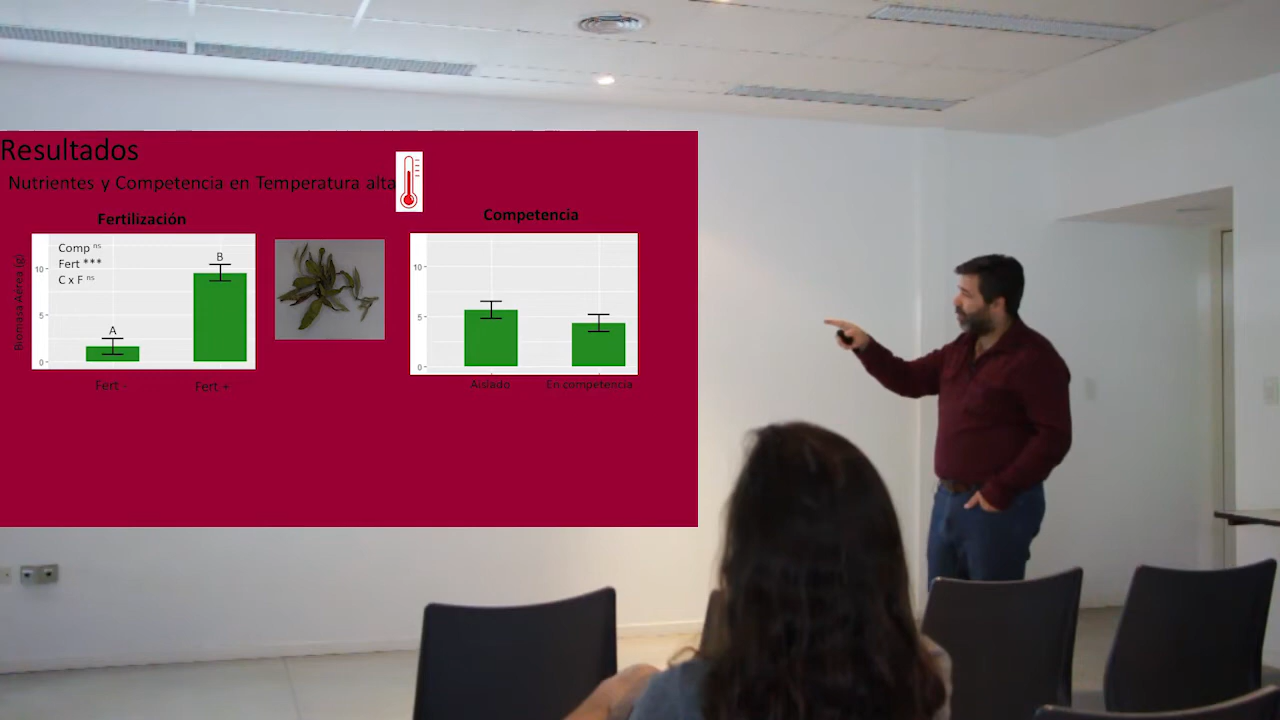 Resultados
Nutrientes y Competencia en Temperatura alta
Fertilización
Biomasa Aérea (g)
10
5
0
Comp ns
Fert ***
C x F ns
A
B
Fert -
Fert +
Competencia
10
5
0
Aislado
En competencia